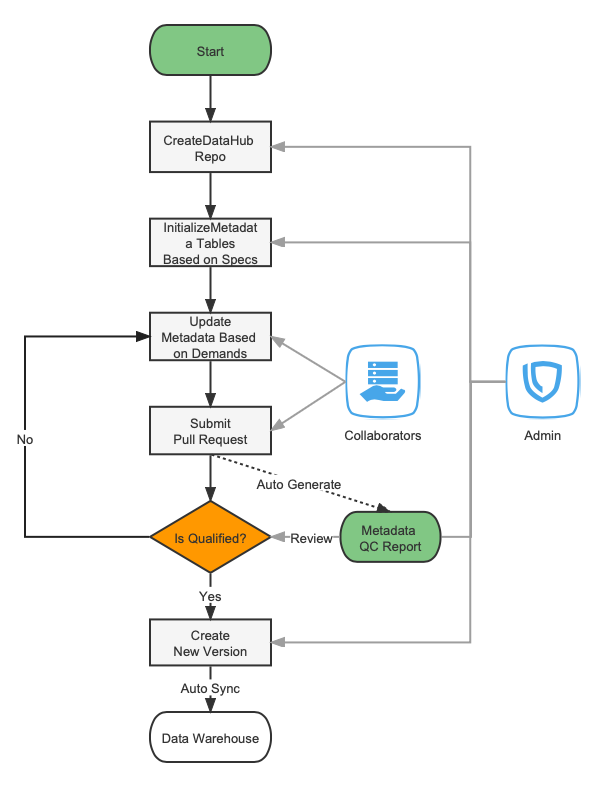 Start
CreateDataHub
Repo
InitializeMetadat
a Tables
Based on Specs
Update
Metadata Based
on Demands
Collaborators
Admin
Submit
Pull Request
No
Auto Generate
Is Qualified?
Review
Metadata
QC Report
Yes
Create
New Version
Auto Sync
Data Warehouse